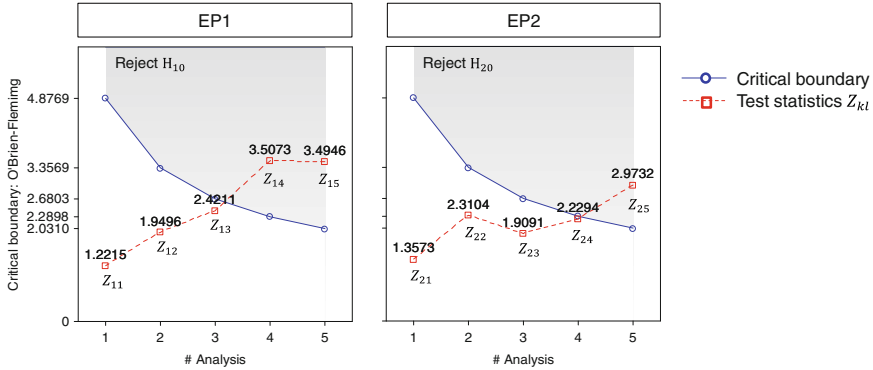 EP1
EP2
Critical boundary: O'Brien-Flemiimg
4.8769
3.3569
2.6803
2.2898
2.0310
0
Reject H10
1.2215
Z11
1.9496
Z12
2.4211
Z13
3.5073
Z14
3.4946
Z15
1 2 3 4 5
# Analysis
Reject H20
1.3573
Z21
2.3104
Z22
1.9091
Z23
2.2294
Z24
2.9732
Z25
1 2 3 4 5
# Analysis
Critical boundary
Test statistics Zkl